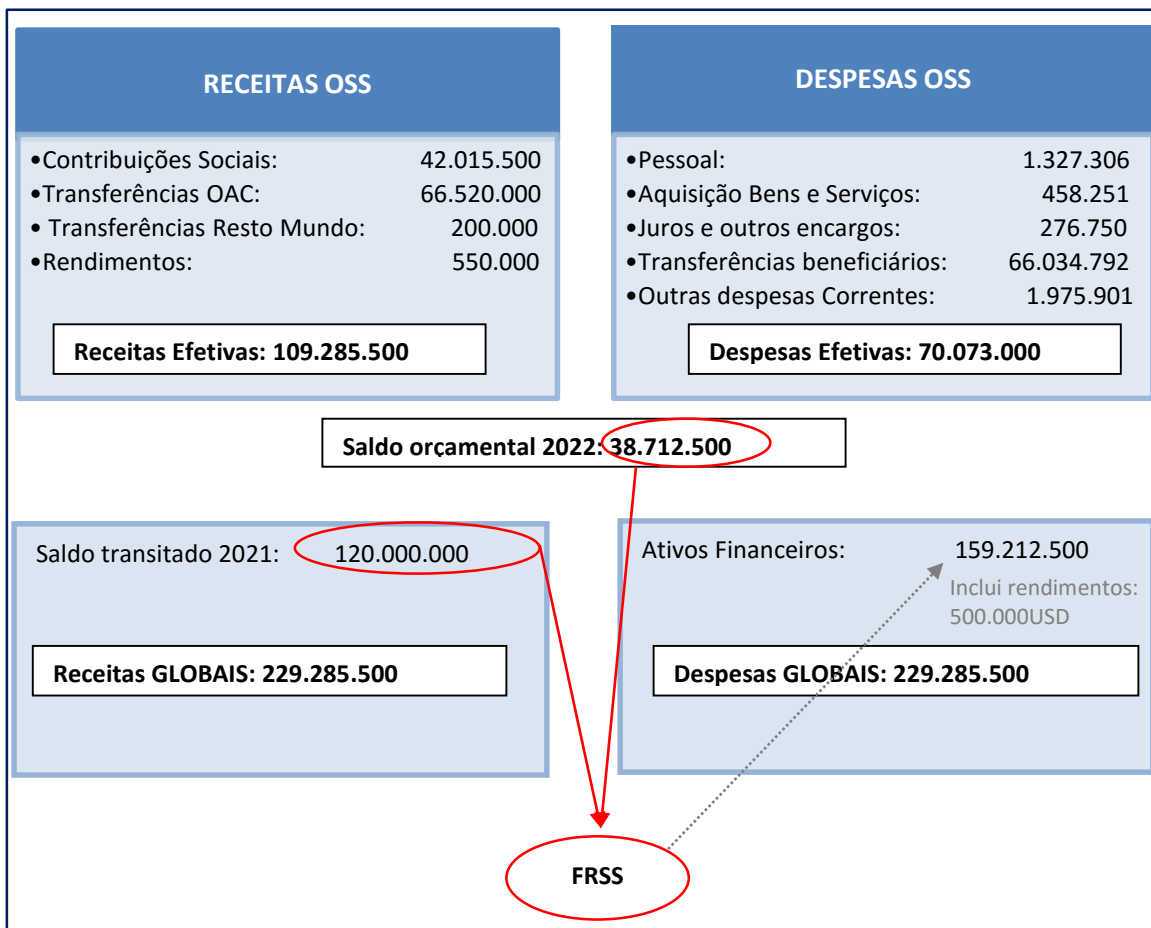 RECEITAS OSS
•Contribuições Sociais: 42.015.500
•Transferências OAC: 66.520.000
• Transferências Resto Mundo: 200.000
•Rendimentos: 550.000
Receitas Efetivas: 109.285.500
DESPESAS OSS
•Pessoal: 1.327.306
•Aquisição Bens e Serviços: 458.251
•Juros e outros encargos: 276.750
•Transferências beneficiários: 66.034.792
•Outras despesas Correntes: 1.975.901
Despesas Efetivas: 70.073.000
Saldo orçamental 2022: 38.712.500
Saldo transitado 2021: 120.000.000
Receitas GLOBAIS: 229.285.500
Ativos Financeiros: 159.212.500
Inclui rendimentos:
500.000USD
Despesas GLOBAIS: 229.285.500
FRSS